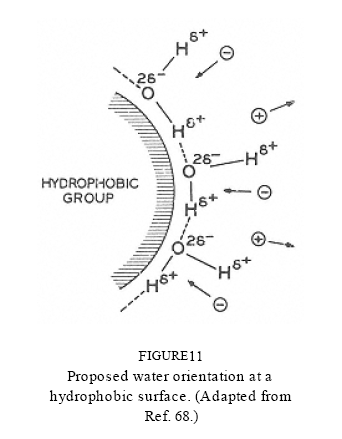 H δ+
⊖
2δ−
O
⊕
H δ+
2δ−
O
H δ+
HYDROPHOBIC
GROUP
H δ+
⊖
O 2δ−
⊕
H δ+
H δ+
⊖
FIGURE11
Proposed water orientation at a
hydrophobic surface. (Adapted from
Ref. 68.)